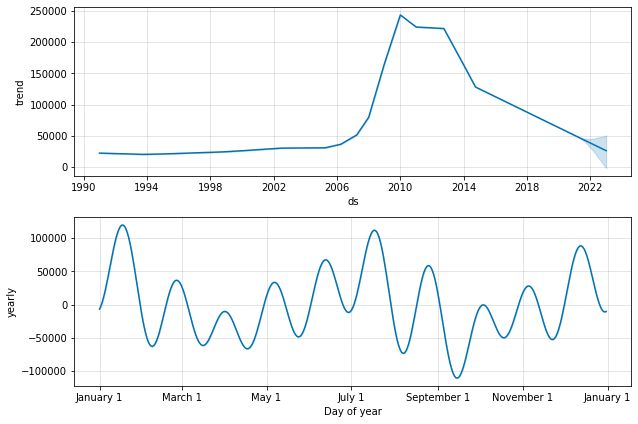 250000
200000
150000
100000
50000
0
trend
1990 1994 1998 2002 2006 2010 2014 2018 2022
ds
100000
50000
0
−50000
−100000
yearly
January 1 March 1 May 1 July 1 September 1 November 1 January 1
Day of year